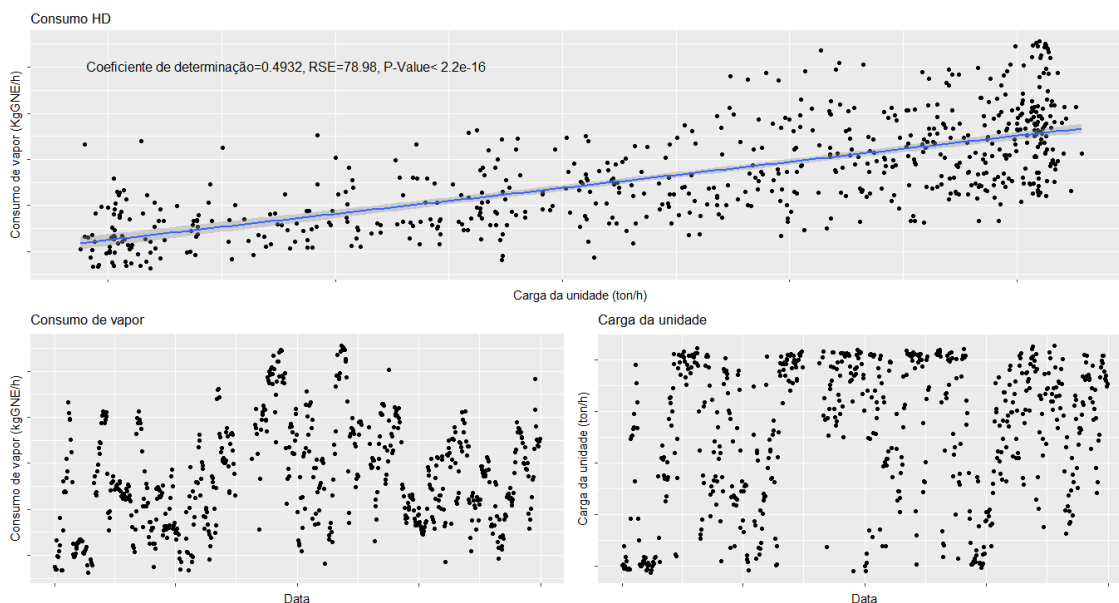 Consumo HD
Coeficiente de determinação=0.4932, RSE=78.98, P-Value< 2.2e-16
Consumo de vapor (KgGNE/h)
Carga da unidade (ton/h)
Consumo de vapor
Consumo de vapor (kgGNE/h)
Data
Carga da unidade
Carga da unidade (ton/h)
Data